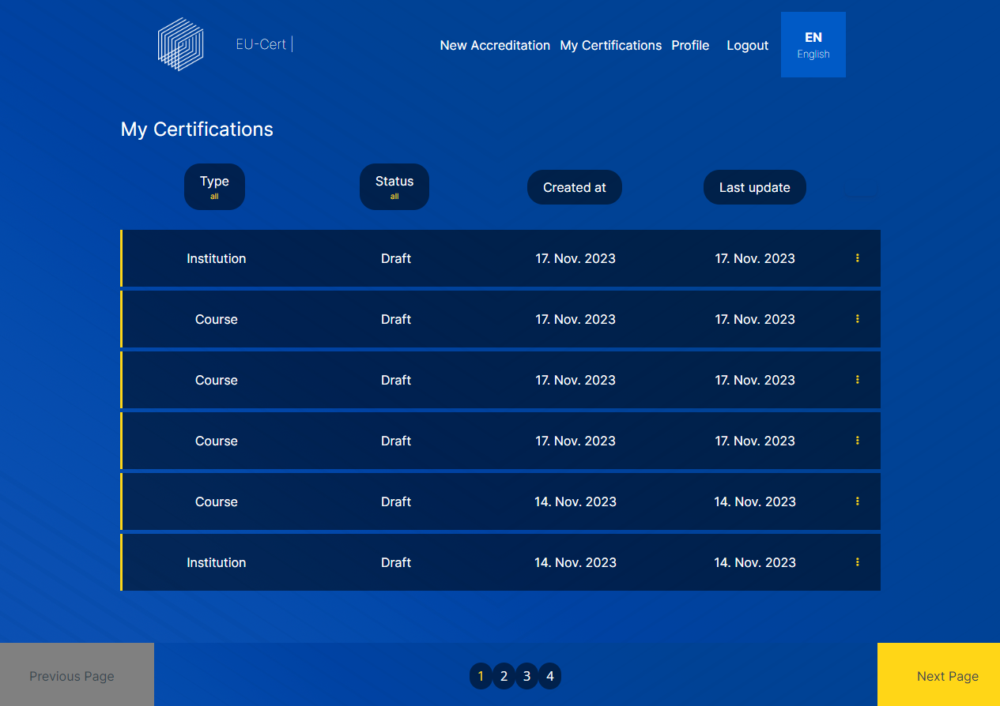 EU-Cert |
New Accreditation My Certifications Profile Logout
EN
English
My Certifications
Type
all
Status
all
Created at
Last update
Institution Draft 17. Nov. 2023 17. Nov. 2023
Course Draft 17. Nov. 2023 17. Nov. 2023
Course Draft 17. Nov. 2023 17. Nov. 2023
Course Draft 17. Nov. 2023 17. Nov. 2023
Course Draft 14. Nov. 2023 14. Nov. 2023
Institution Draft 14. Nov. 2023 14. Nov. 2023
Previous Page 1 2 3 4 Next Page